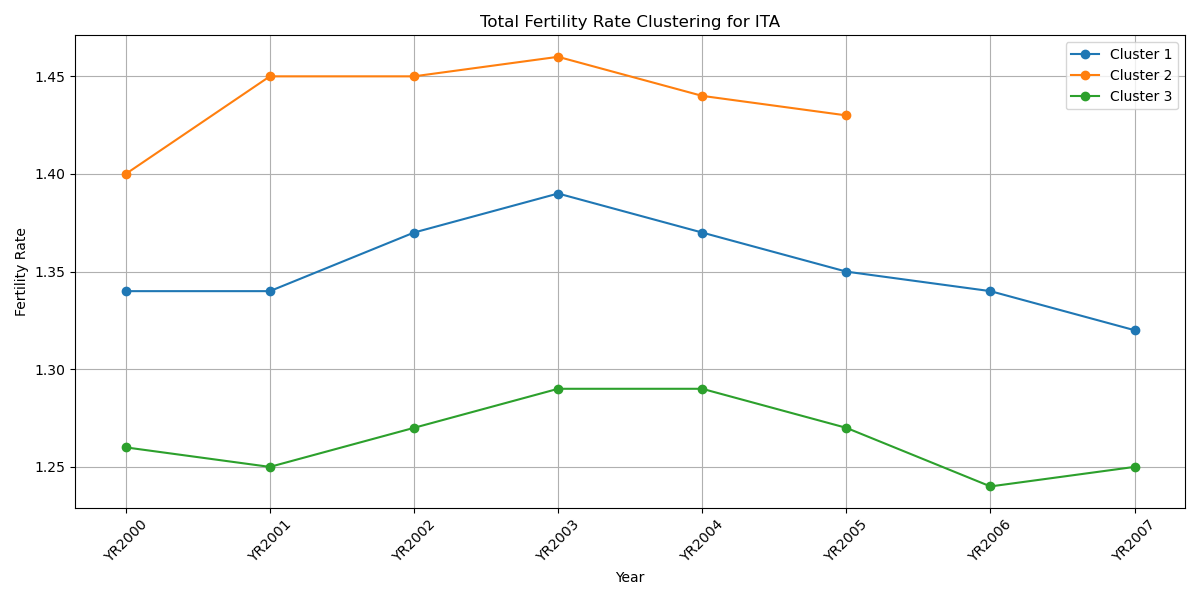 Total Fertility Rate Clustering for ITA
Cluster 1
Cluster 2
Cluster 3
Fertility Rate
1.45
1.40
1.35
1.30
1.25
YR2000
YR2001
YR2002
YR2003
YR2004
YR2005
YR2006
YR2007
Year